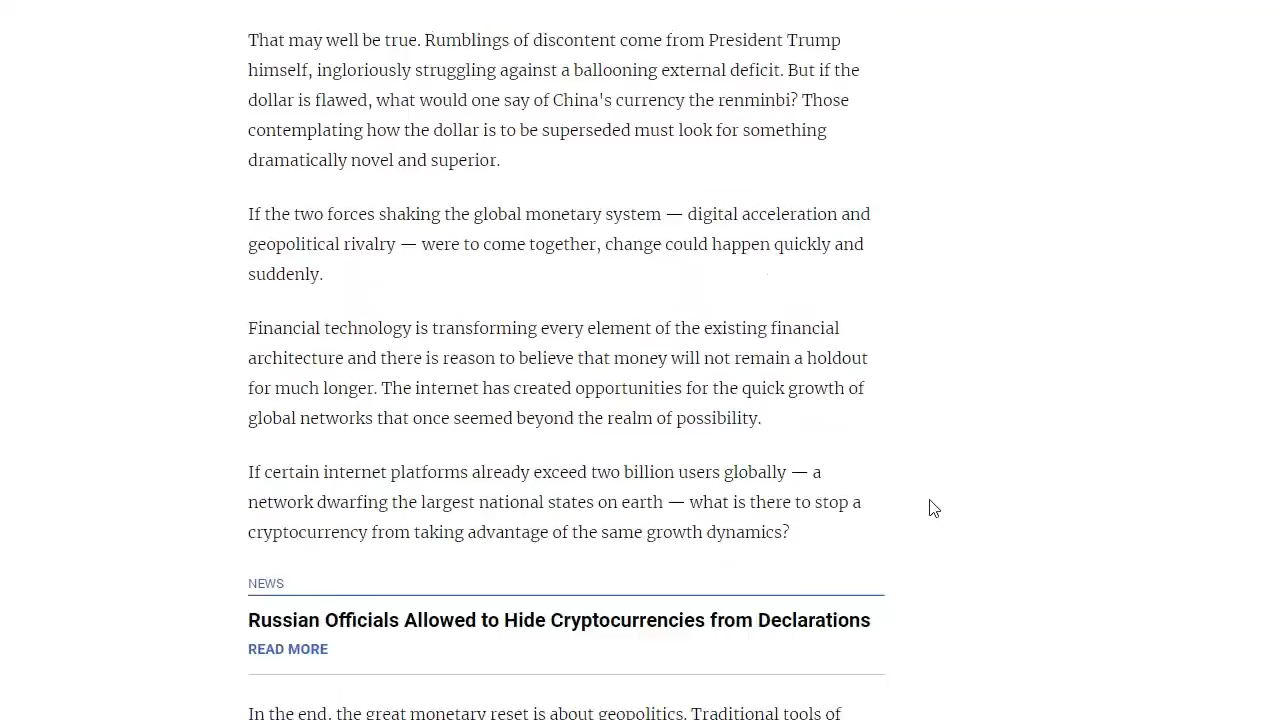 That may well be true. Rumblings of discontent come from President Trump
himself, ingloriously struggling against a ballooning external deficit. But if the
dollar is flawed, what would one say of China's currency the renminbi? Those
contemplating how the dollar is to be superseded must look for something
dramatically novel and superior.
If the two forces shaking the global monetary system — digital acceleration and
geopolitical rivalry — were to come together, change could happen quickly and
suddenly.
Financial technology is transforming every element of the existing financial
architecture and there is reason to believe that money will not remain a holdout
for much longer. The internet has created opportunities for the quick growth of
global networks that once seemed beyond the realm of possibility.
If certain internet platforms already exceed two billion users globally — a
network dwarfing the largest national states on earth — what is there to stop a
cryptocurrency from taking advantage of the same growth dynamics?
NEWS
Russian Officials Allowed to Hide Cryptocurrencies from Declarations
READ MORE
In the end, the great monetary reset is about geopolitics. Traditional tools of